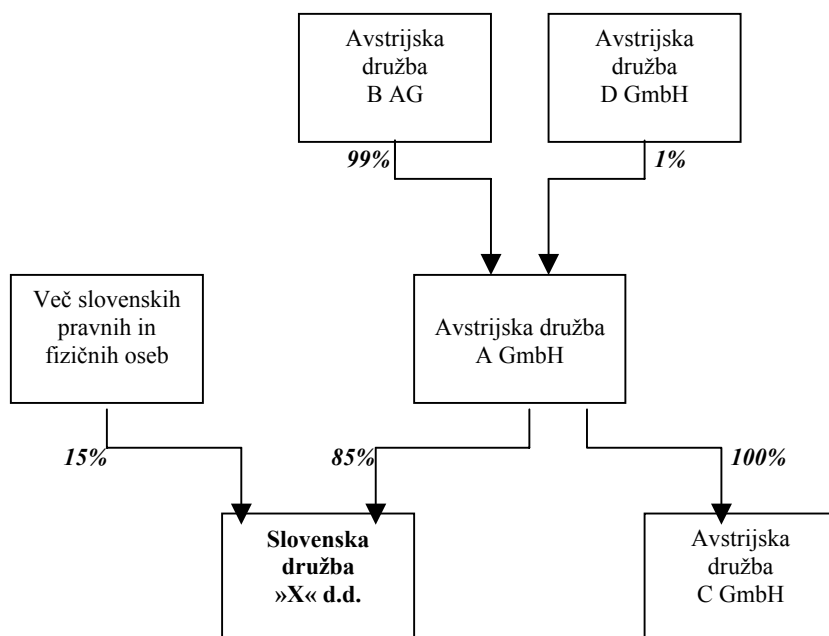 Avstrijska
družba
B AG
Avstrijska
družba
D GmbH
99%
1%
Več slovenskih
pravnih in
fizičnih oseb
Avstrijska družba
A GmbH
15%
85%
100%
Slovenska
družba
»X« d.d.
Avstrijska
družba
C GmbH